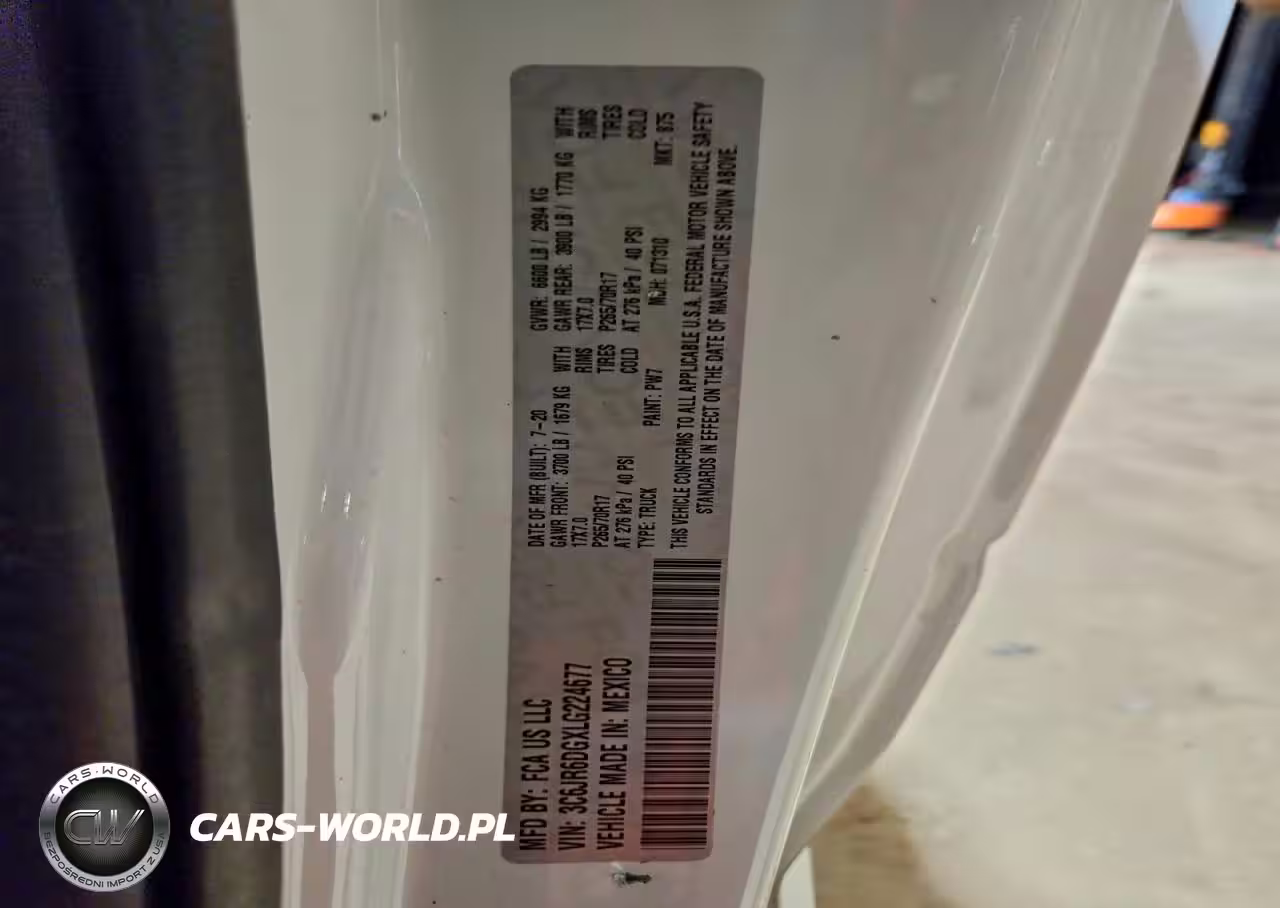 MFD BY: FCA US LLC
VIN: 3C6JR6DGXLG224677
VEHICLE MADE IN: MEXICO
DATE OF MFR (BUILT): 7-20 GVWR: 6600 LB / 2994 KG
GAWR FRONT: 3700 LB / 1679 KG WITH GAWR REAR: 3900 LB / 1770 KG WITH
17X7.0 RIMS 17X7.0 RIMS
P265/70R17 TIRES P265/70R17 TIRES
AT 276 kPa / 40 PSI COLD AT 276 kPa / 40 PSI COLD
TYPE: TRUCK PAINT: PW7 MDH: 071310 MKT: 875
THIS VEHICLE CONFORMS TO ALL APPLICABLE U.S.A. FEDERAL MOTOR VEHICLE SAFETY
STANDARDS IN EFFECT ON THE DATE OF MANUFACTURE SHOWN ABOVE.
CARS-WORLD
CW
BEZPOŚREDNI IMPORT Z USA
CARS-WORLD.PL